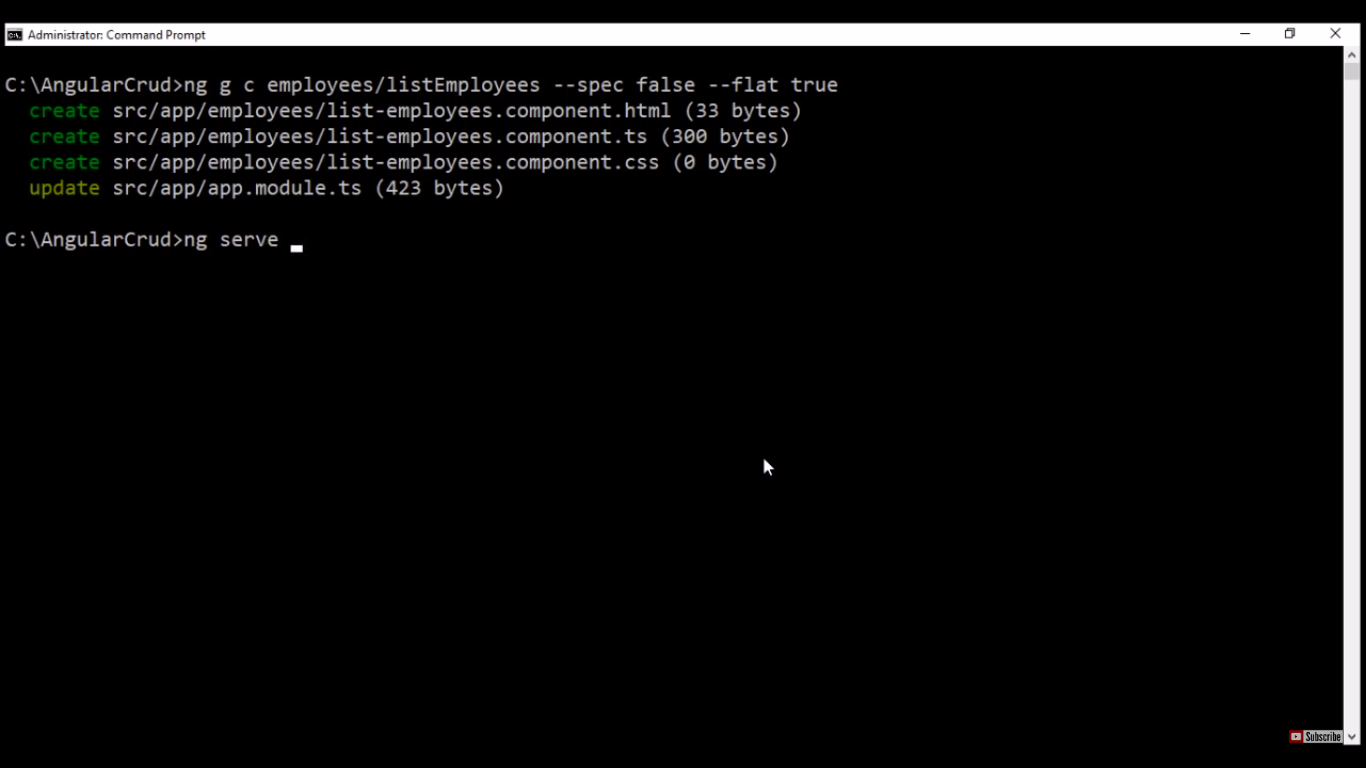 Administrator: Command Prompt
C:\AngularCrud>ng g c employees/listEmployees --spec false --flat true
create src/app/employees/list-employees.component.html (33 bytes)
create src/app/employees/list-employees.component.ts (300 bytes)
create src/app/employees/list-employees.component.css (0 bytes)
update src/app/app.module.ts (423 bytes)
C:\AngularCrud>ng serve
Subscribe